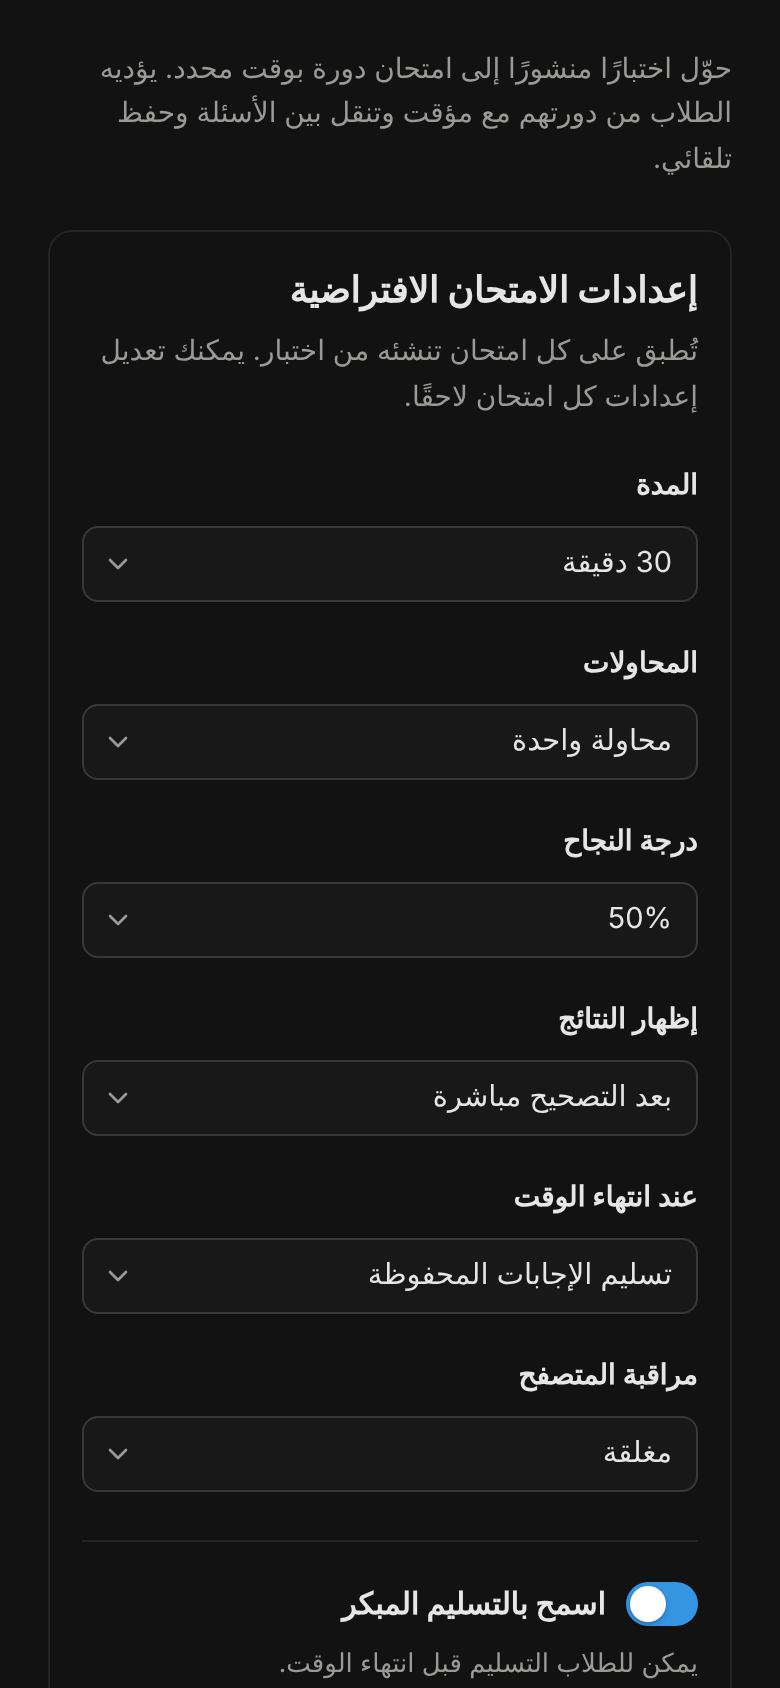 حوّل اختبارًا منشورًا إلى امتحان دورة بوقت محدد. يؤديه
الطلاب من دورتهم مع مؤقت وتنقل بين الأسئلة وحفظ
تلقائي.
إعدادات الامتحان الافتراضية
تُطبق على كل امتحان تنشئه من اختبار. يمكنك تعديل
إعدادات كل امتحان لاحقًا.
المدة
30 دقيقة
المحاولات
محاولة واحدة
درجة النجاح
50%
إظهار النتائج
بعد التصحيح مباشرة
عند انتهاء الوقت
تسليم الإجابات المحفوظة
مراقبة المتصفح
مغلقة
اسمح بالتسليم المبكر
يمكن للطلاب التسليم قبل انتهاء الوقت.